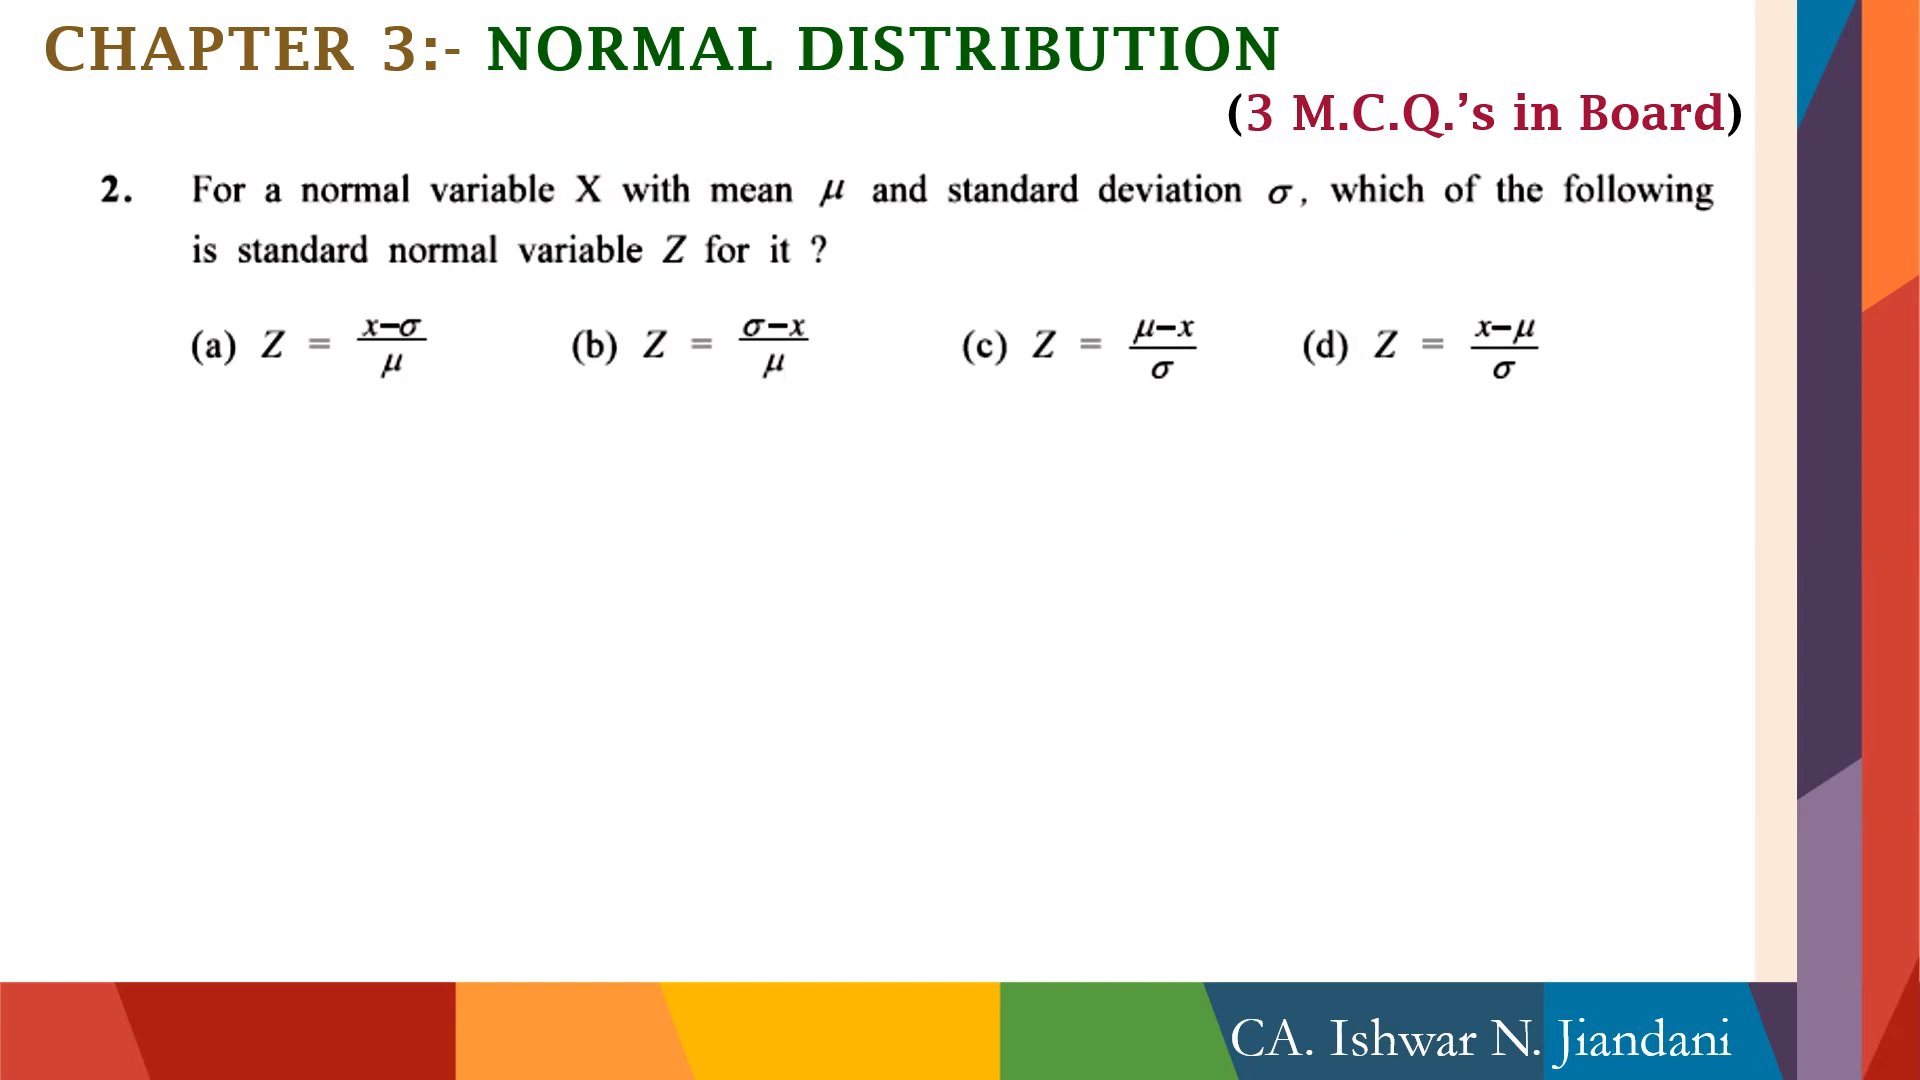 CHAPTER 3:- NORMAL DISTRIBUTION
(3 M.C.Q.’s in Board)
2. For a normal variable X with mean μ and standard deviation σ, which of the following
is standard normal variable Z for it ?
(a) Z = x−σ/μ (b) Z = σ−x/μ (c) Z = μ−x/σ (d) Z = x−μ/σ
CA. Ishwar N. Jiandani